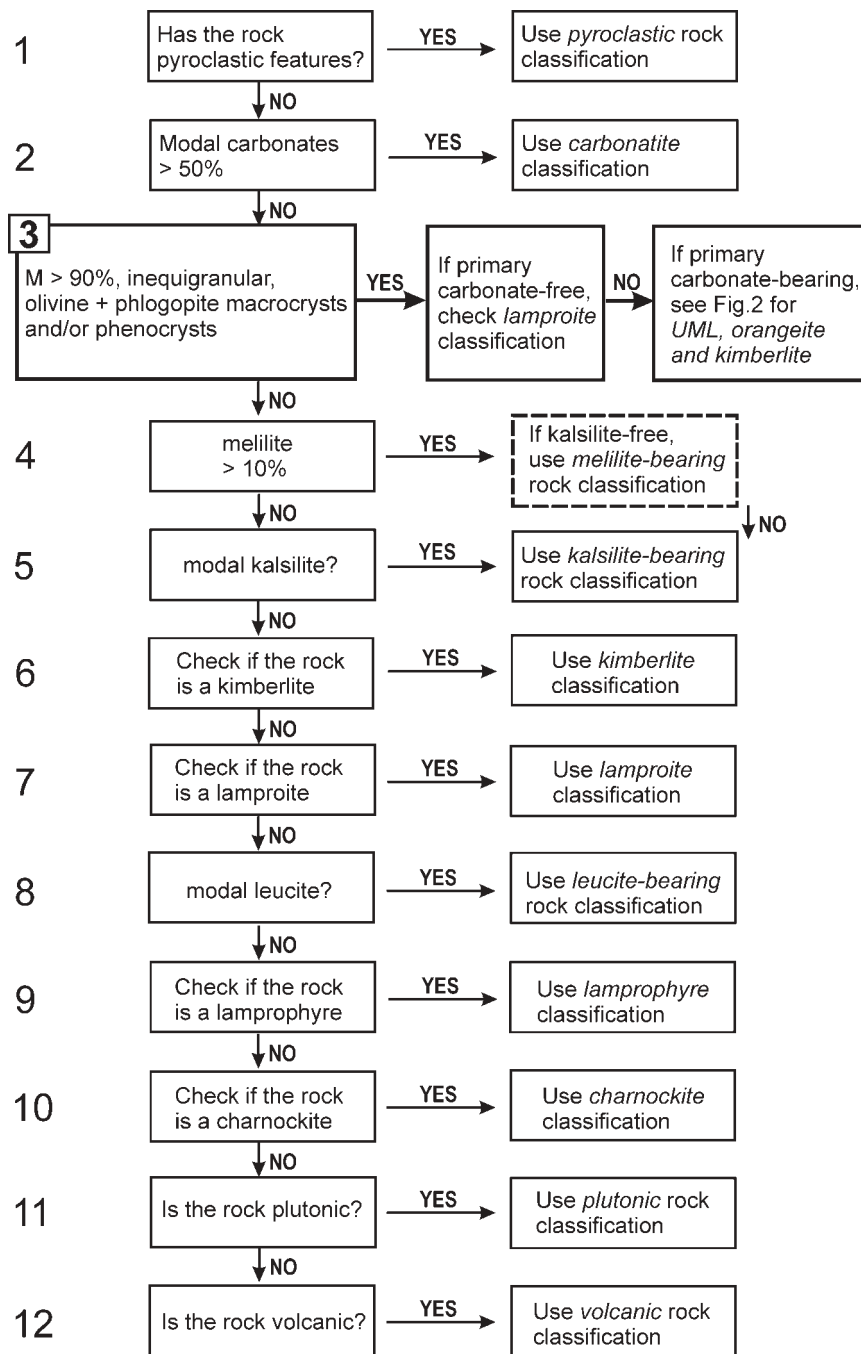 1
Has the rock
pyroclastic features?
YES
Use pyroclastic rock
classification
NO
2
Modal carbonates
> 50%
YES
Use carbonatite
classification
NO
3
M > 90%, inequigranular,
olivine + phlogopite macrocrysts
and/or phenocrysts
YES
If primary
carbonate-free,
check lamproite
classification
NO
If primary
carbonate-bearing,
see Fig.2 for
UML, orangeite
and kimberlite
NO
4
melilite
> 10%
YES
If kalsilite-free,
use melilite-bearing
rock classification
NO
NO
5
modal kalsilite?
YES
Use kalsilite-bearing
rock classification
NO
6
Check if the rock
is a kimberlite
YES
Use kimberlite
classification
NO
7
Check if the rock
is a lamproite
YES
Use lamproite
classification
NO
8
modal leucite?
YES
Use leucite-bearing
rock classification
NO
9
Check if the rock
is a lamprophyre
YES
Use lamprophyre
classification
NO
10
Check if the rock
is a charnockite
YES
Use charnockite
classification
NO
11
Is the rock plutonic?
YES
Use plutonic rock
classification
NO
12
Is the rock volcanic?
YES
Use volcanic rock
classification